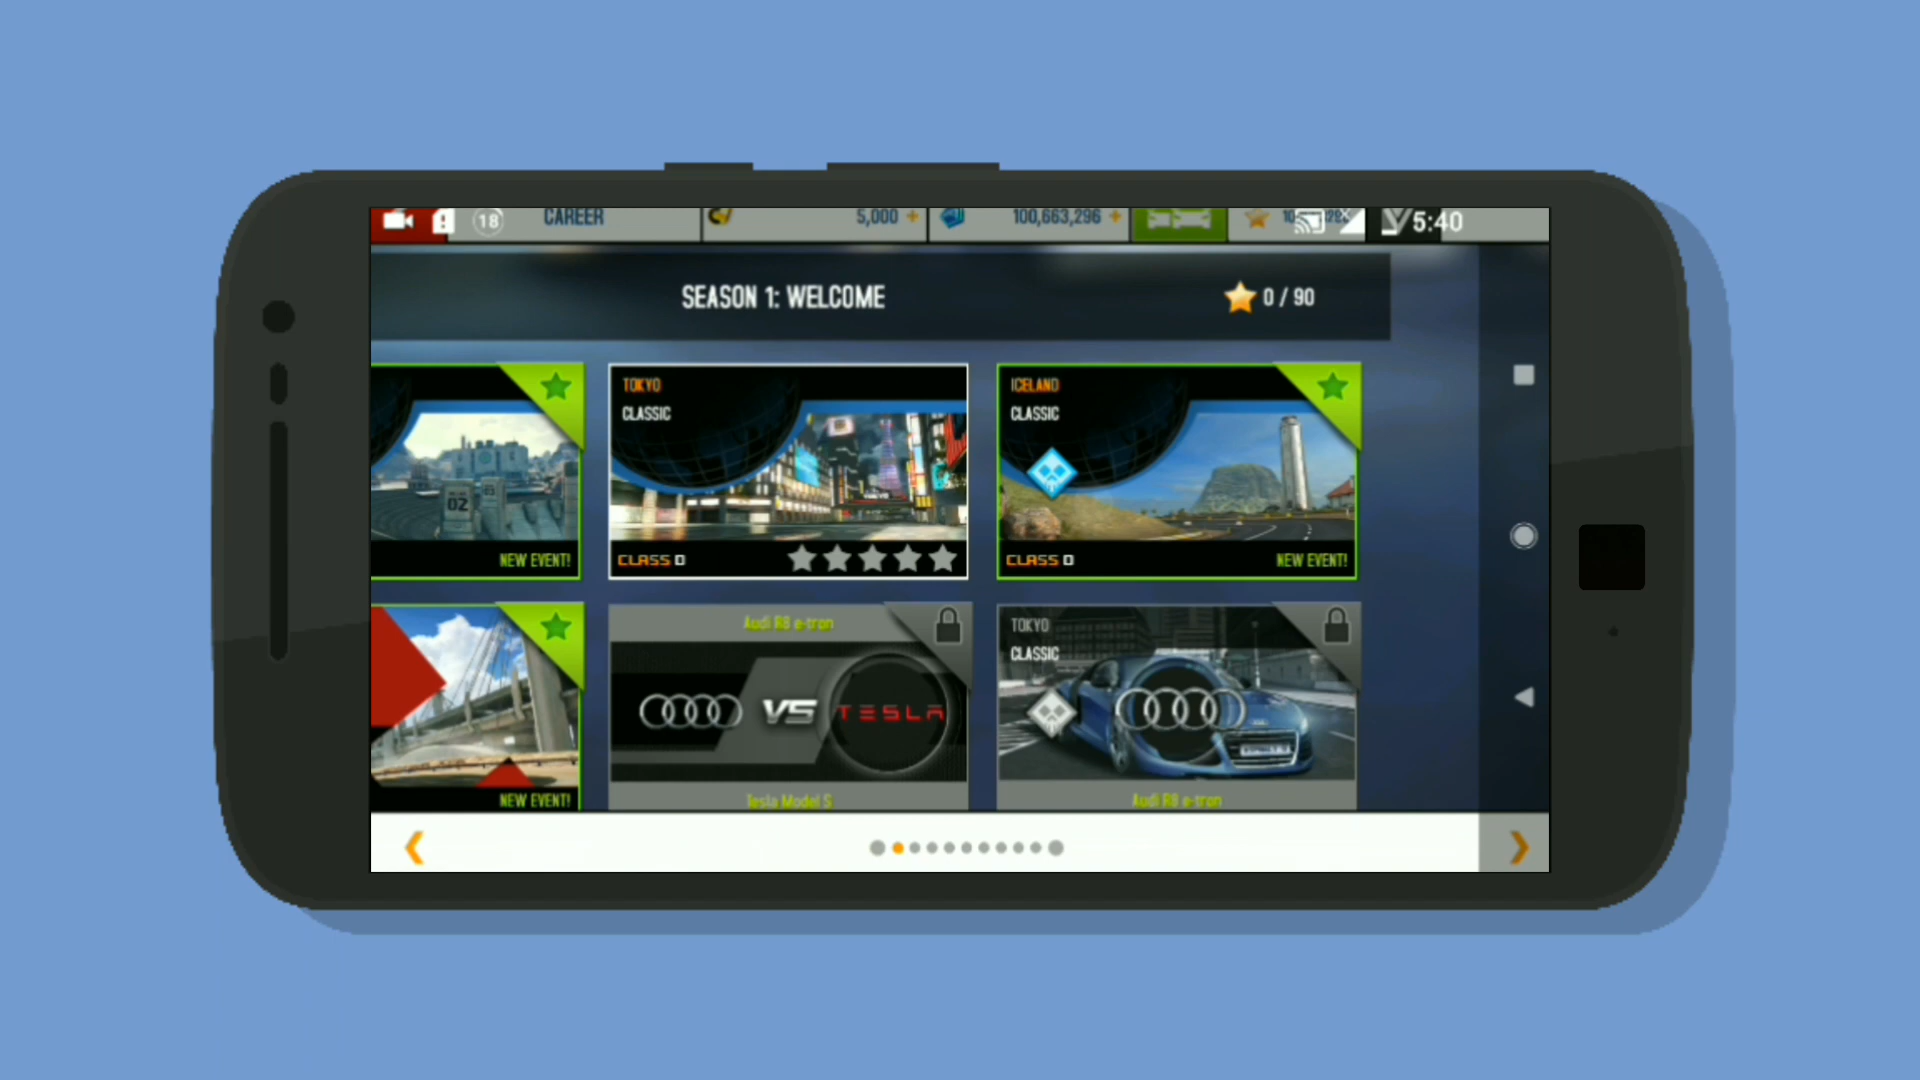 18 CAREER 5,000 + 100,663,296 + 5:40
SEASON 1: WELCOME 0 / 90
02
NEW EVENT!
TOKYO
CLASSIC
CLASS D
ICELAND
CLASSIC
CLASS D NEW EVENT!
NEW EVENT!
Audi R8 e-tron
VS TESLA
Tesla Model S
TOKYO
CLASSIC
Audi R8 e-tron